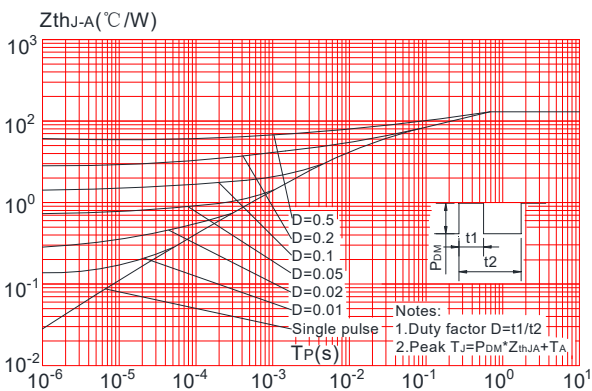 ZthJ-A(℃/W)
10³
10²
10⁰
10⁻¹
10⁻²
D=0.5
D=0.2
D=0.1
D=0.05
D=0.02
D=0.01
Single pulse
TP(s)
PDM
t1
t2
Notes:
1.Duty factor D=t1/t2
2.Peak TJ=PDM*ZthJA+TA
10⁻⁶ 10⁻⁵ 10⁻⁴ 10⁻³ 10⁻² 10⁻¹ 10⁰ 10¹